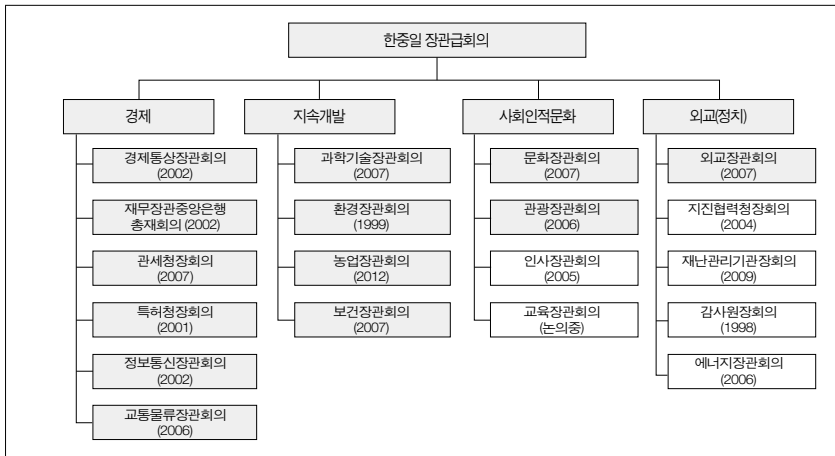 한중일 장관급회의
경제
지속개발
사회인적문화
외교(정치)
경제통상장관회의
(2002)
재무장관중앙은행
총재회의 (2002)
관세청장회의
(2007)
특허청장회의
(2001)
정보통신장관회의
(2002)
교통물류장관회의
(2006)
과학기술장관회의
(2007)
환경장관회의
(1999)
농업장관회의
(2012)
보건장관회의
(2007)
문화장관회의
(2007)
관광장관회의
(2006)
인사장관회의
(2005)
교육장관회의
(논의중)
외교장관회의
(2007)
지진협력청장회의
(2004)
재난관리기관장회의
(2009)
감사원장회의
(1998)
에너지장관회의
(2006)